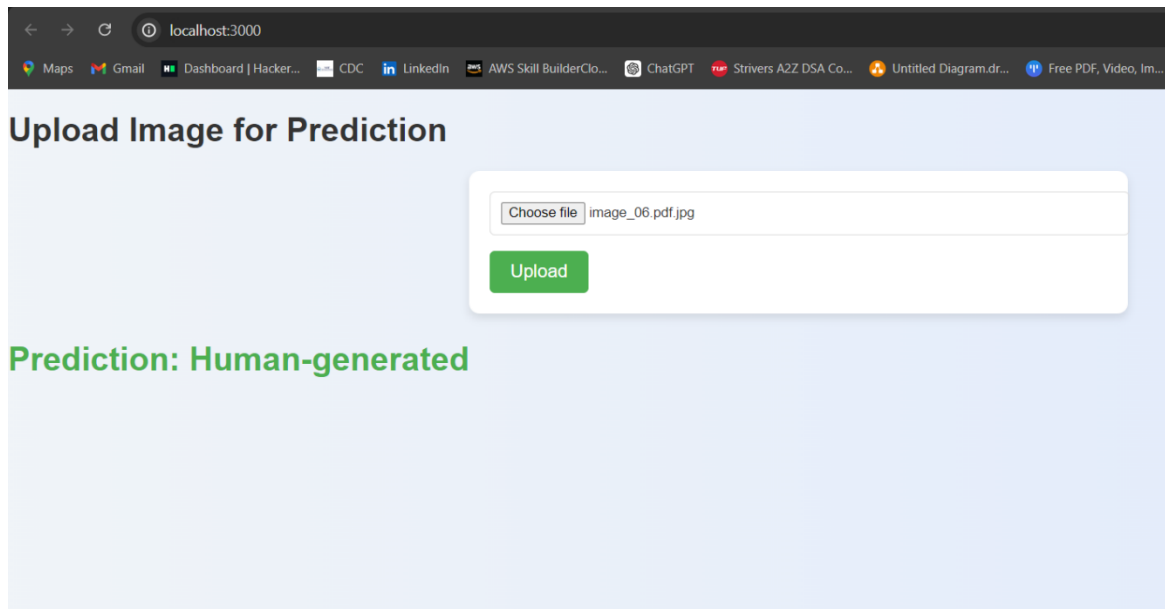 localhost:3000
Maps Gmail Dashboard | Hacker... CDC LinkedIn AWS Skill BuilderClo... ChatGPT Strivers A2Z DSA Co... Untitled Diagram.dr... Free PDF, Video, Im...
Upload Image for Prediction
Choose file image_06.pdf.jpg
Upload
Prediction: Human-generated